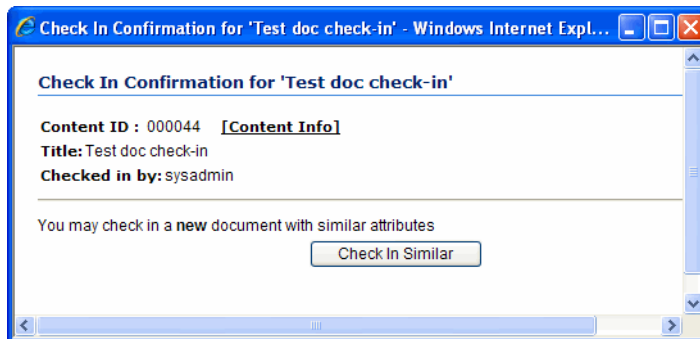 Check In Confirmation for 'Test doc check-in' - Windows Internet Expl...
Check In Confirmation for 'Test doc check-in'
Content ID : 000044 [Content Info]
Title: Test doc check-in
Checked in by: sysadmin
You may check in a new document with similar attributes
Check In Similar